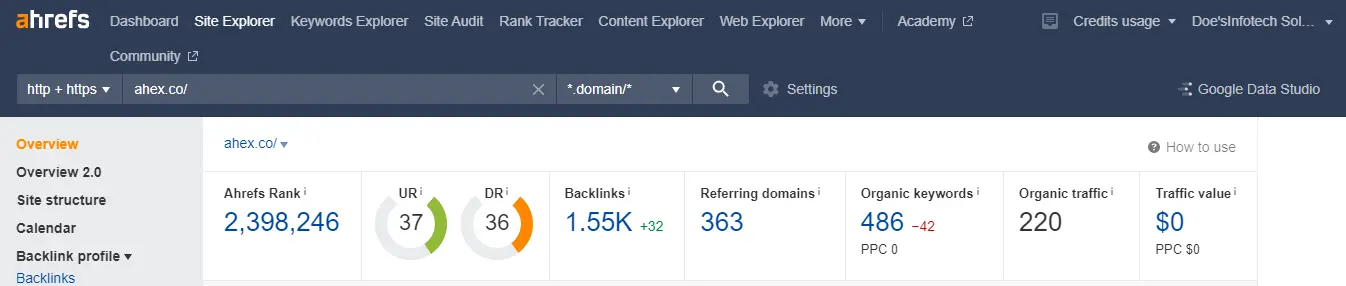 ahrefs Dashboard Site Explorer Keywords Explorer Site Audit Rank Tracker Content Explorer Web Explorer More Academy Credits usage Doe'sInfotech Sol...
Community
http + https ahex.co/ *.domain/* Settings Google Data Studio
Overview
Overview 2.0
Site structure
Calendar
Backlink profile
Backlinks
ahex.co/ How to use
Ahrefs Rank i UR i DR i Backlinks i Referring domains i Organic keywords i Organic traffic i Traffic value i
2,398,246 37 36 1.55K +32 363 486 −42 220 $0
PPC 0 PPC $0